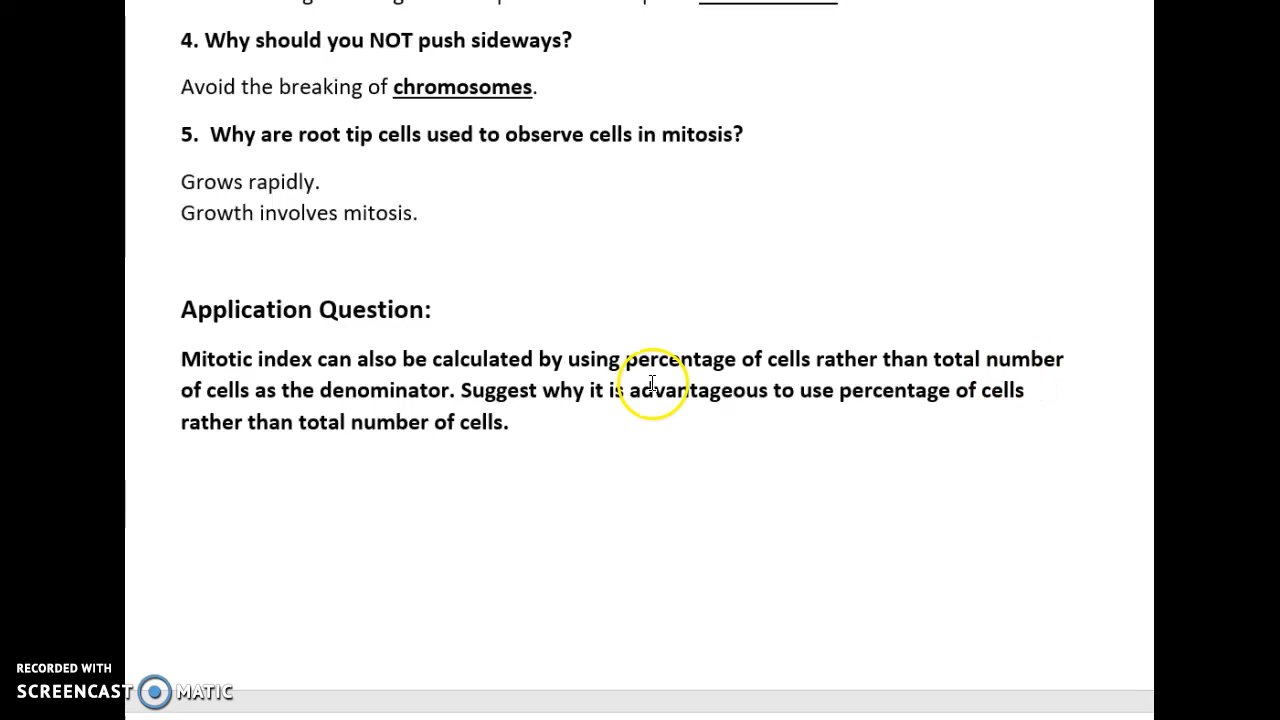 4. Why should you NOT push sideways?
Avoid the breaking of chromosomes.
5. Why are root tip cells used to observe cells in mitosis?
Grows rapidly.
Growth involves mitosis.
Application Question:
Mitotic index can also be calculated by using percentage of cells rather than total number
of cells as the denominator. Suggest why it is advantageous to use percentage of cells
rather than total number of cells.
RECORDED WITH
SCREENCAST MATIC